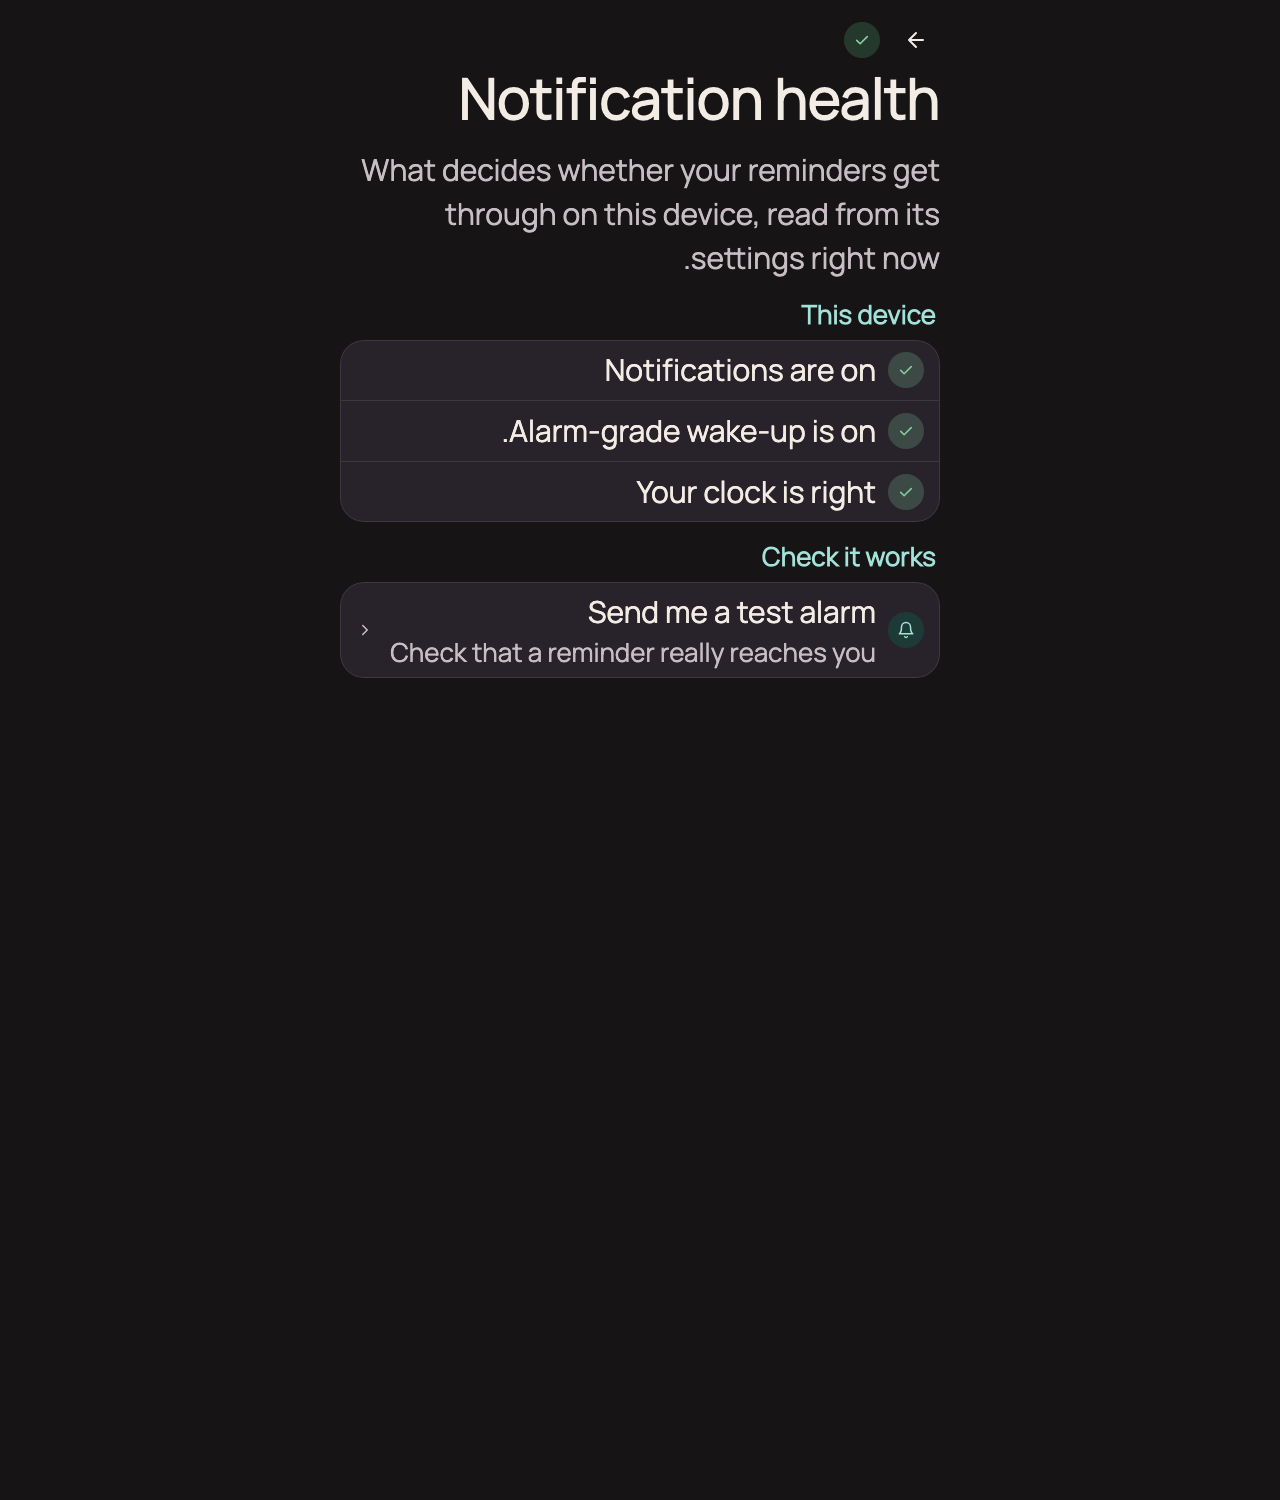 Notification health
What decides whether your reminders get
through on this device, read from its
settings right now.
This device
Notifications are on
Alarm-grade wake-up is on.
Your clock is right
Check it works
Send me a test alarm
Check that a reminder really reaches you